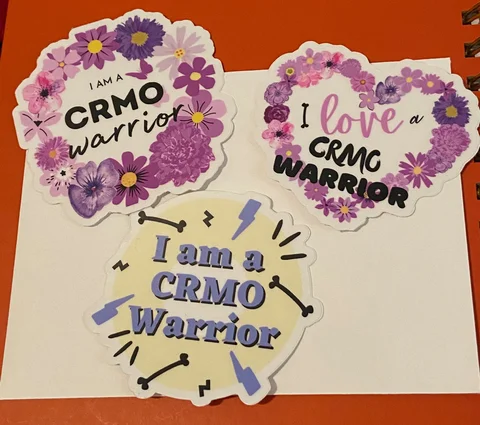 I AM A
CRMO
warrior
I love a
CRMO
WARRIOR
I am a
CRMO
Warrior